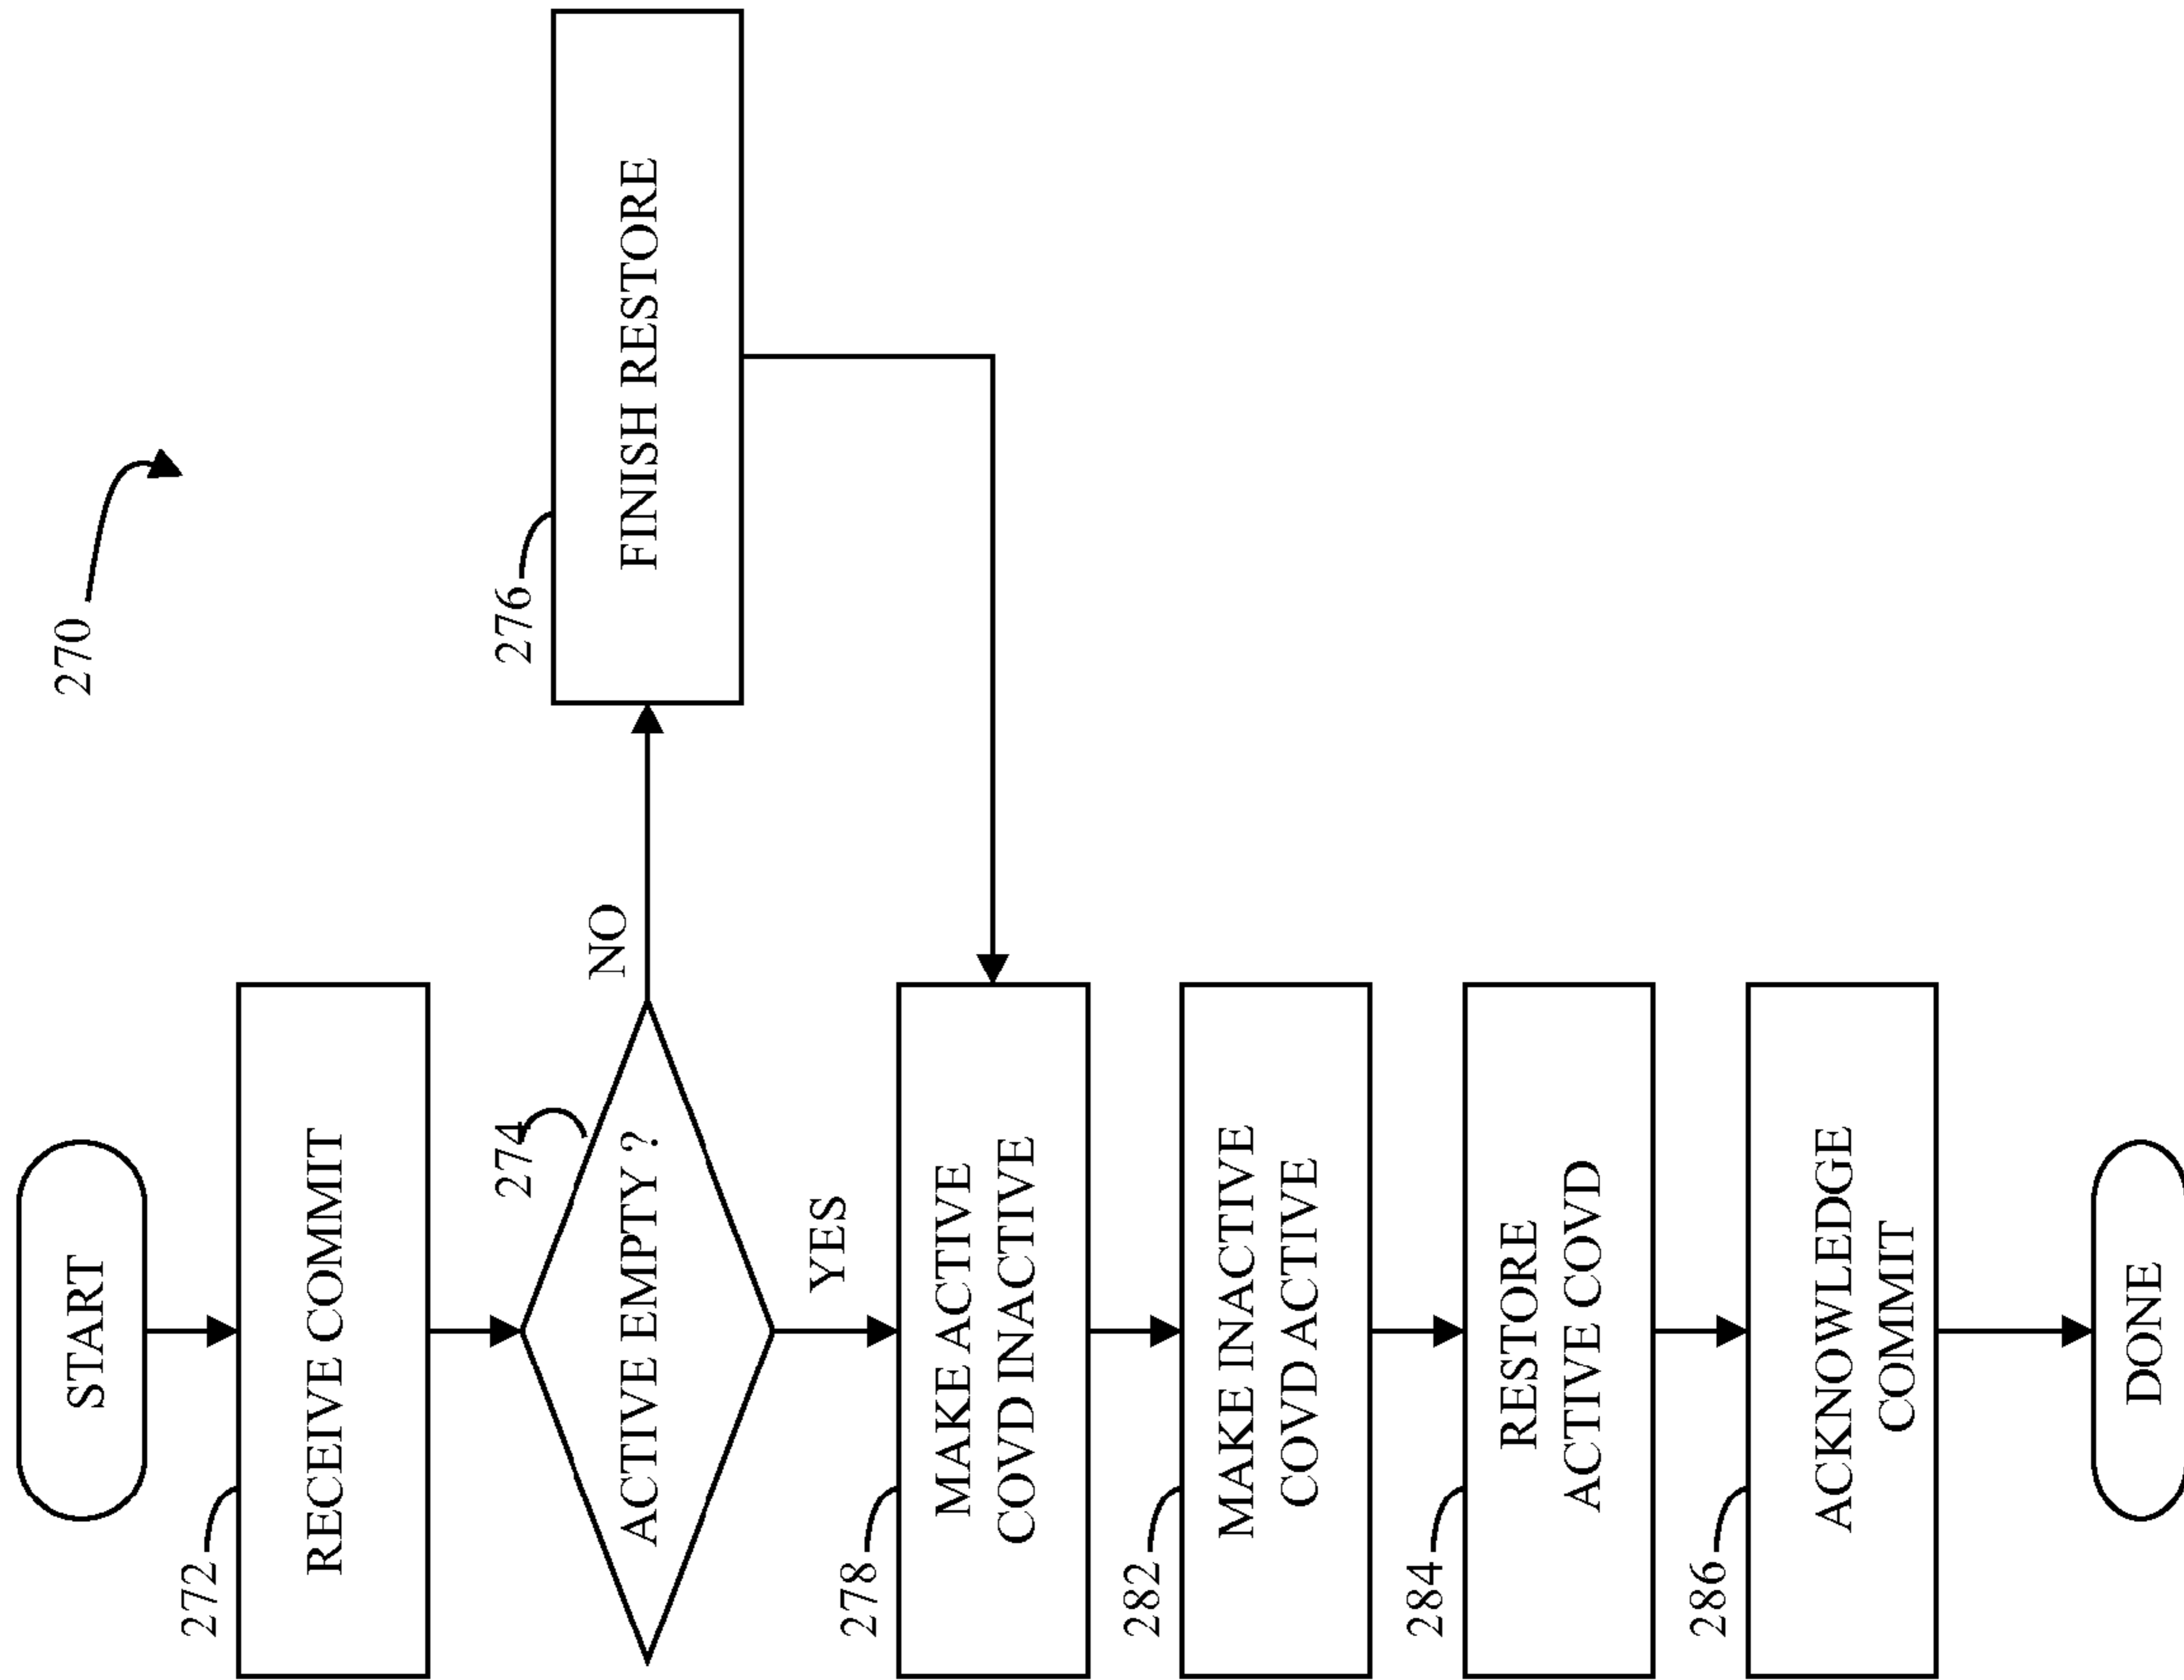 270
START
272
RECEIVE COMMIT
274
ACTIVE EMPTY ?
NO
276
FINISH RESTORE
YES
278
MAKE ACTIVE
COVD INACTIVE
282
MAKE INACTIVE
COVD ACTIVE
284
RESTORE
ACTIVE COVD
286
ACKNOWLEDGE
COMMIT
DONE